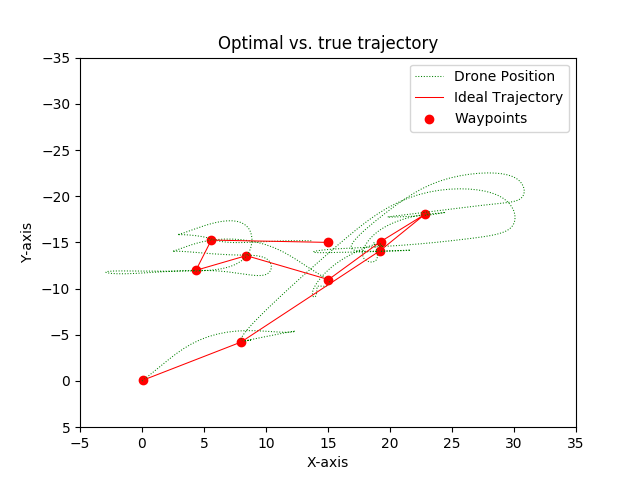 Optimal vs. true trajectory
Drone Position
Ideal Trajectory
Waypoints
−35
−30
−25
−20
−15
−10
−5
0
5
Y-axis
−5 0 5 10 15 20 25 30 35
X-axis